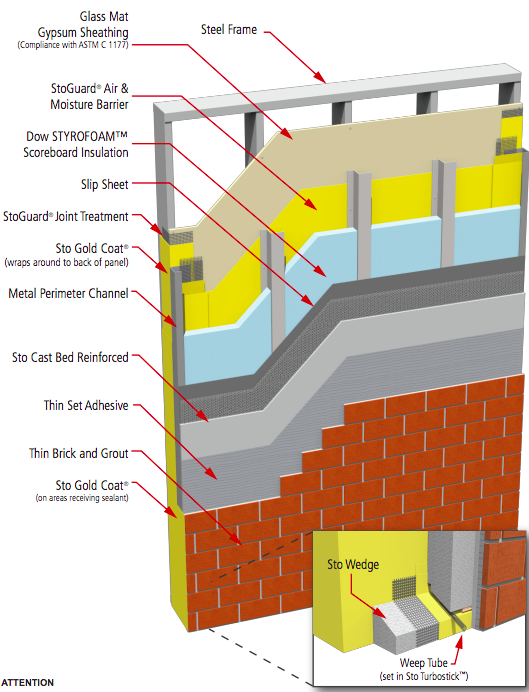 Glass Mat
Gypsum Sheathing
(Compliance with ASTM C 1177)
Steel Frame
StoGuard® Air &
Moisture Barrier
Dow STYROFOAM™
Scoreboard Insulation
Slip Sheet
StoGuard® Joint Treatment
Sto Gold Coat®
(wraps around to back of panel)
Metal Perimeter Channel
Sto Cast Bed Reinforced
Thin Set Adhesive
Thin Brick and Grout
Sto Gold Coat®
(on areas receiving sealant)
Sto Wedge
Weep Tube
(set in Sto Turbostick™)
ATTENTION